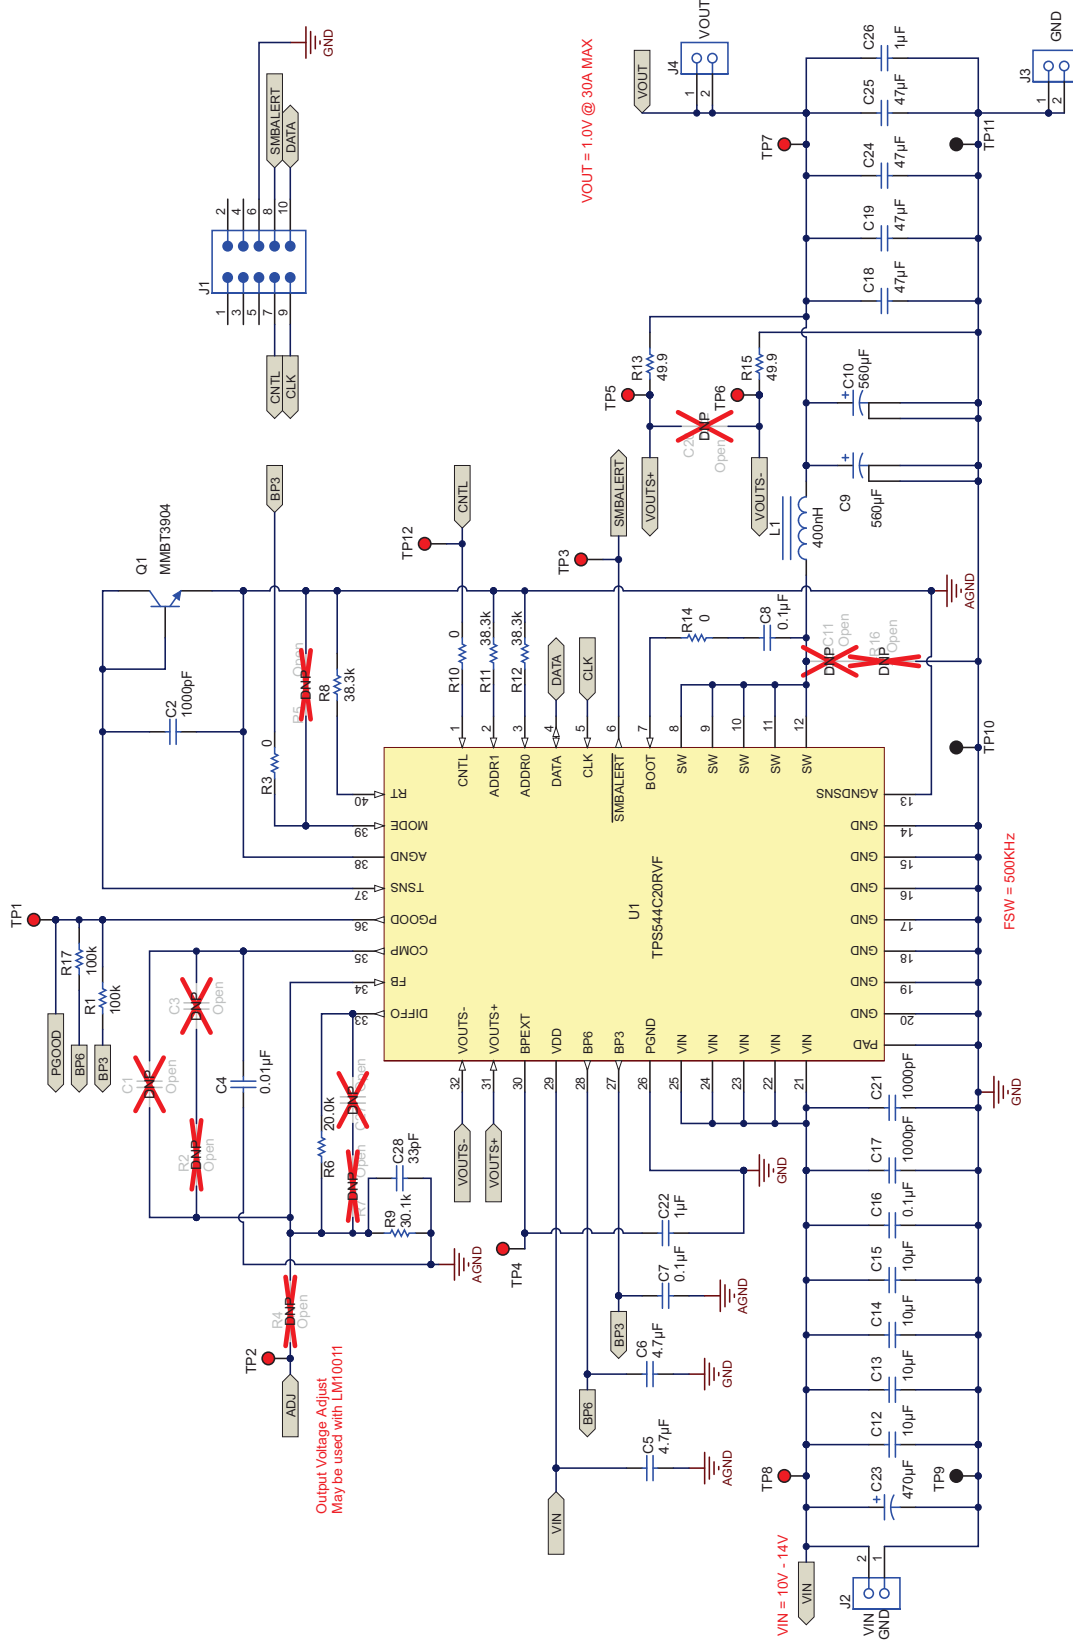 GND
SMBALERT
DATA
J1
1
2
3
4
5
6
7
8
9
10
CNTL
CLK
VOUT = 1.0V @ 30A MAX
VOUT
J4
1
2
VOUT
J3
1
2
GND
TP7
TP11
C18
47µF
C19
47µF
C24
47µF
C25
47µF
C26
1µF
R13
49.9
TP5
R15
49.9
TP6
DNP
Open
VOUTS+
VOUTS-
C10
560µF
C9
560µF
L1
400nH
BP3
CNTL
TP12
SMBALERT
TP3
Q1
MMBT3904
C2
1000pF
R5
DNP
Open
R8
38.3k
R3
0
R10
0
R11
38.3k
R12
38.3k
DATA
CLK
R14
0
C8
0.1µF
C11
DNP
Open
R16
DNP
Open
AGND
TP10
TP1
PGOOD
BP6
BP3
R17
100k
R1
100k
U1
TPS544C20RVF
1
CNTL
2
ADDR1
3
ADDR0
4
DATA
5
CLK
6
SMBALERT
7
BOOT
8
SW
9
SW
10
SW
11
SW
12
SW
AGNDSNS
13
GND
14
GND
15
GND
16
GND
17
GND
18
GND
19
GND
20
PAD
VIN
21
VIN
22
VIN
23
VIN
24
VIN
25
PGND
26
BP3
27
BP6
28
VDD
29
BPEXT
30
VOUTS+
31
VOUTS-
32
DIFFO
33
FB
34
COMP
35
PGOOD
36
TSNS
37
AGND
38
MODE
39
RT
40
FSW = 500KHz
C1
DNP
Open
C3
DNP
Open
R2
DNP
Open
C4
0.01µF
R6
20.0k
DNP
Open
R7
DNP
Open
C28
33pF
R9
30.1k
AGND
R4
DNP
Open
TP2
ADJ
Output Voltage Adjust
May be used with LM10011
VOUTS-
VOUTS+
TP4
C22
1µF
GND
C7
0.1µF
AGND
BP3
C6
4.7µF
GND
BP6
C5
4.7µF
AGND
VIN
VIN = 10V - 14V
VIN
J2
2
1
VIN
GND
TP8
TP9
C23
470µF
C12
10µF
C13
10µF
C14
10µF
C15
10µF
C16
0.1µF
C17
1000pF
C21
1000pF
GND